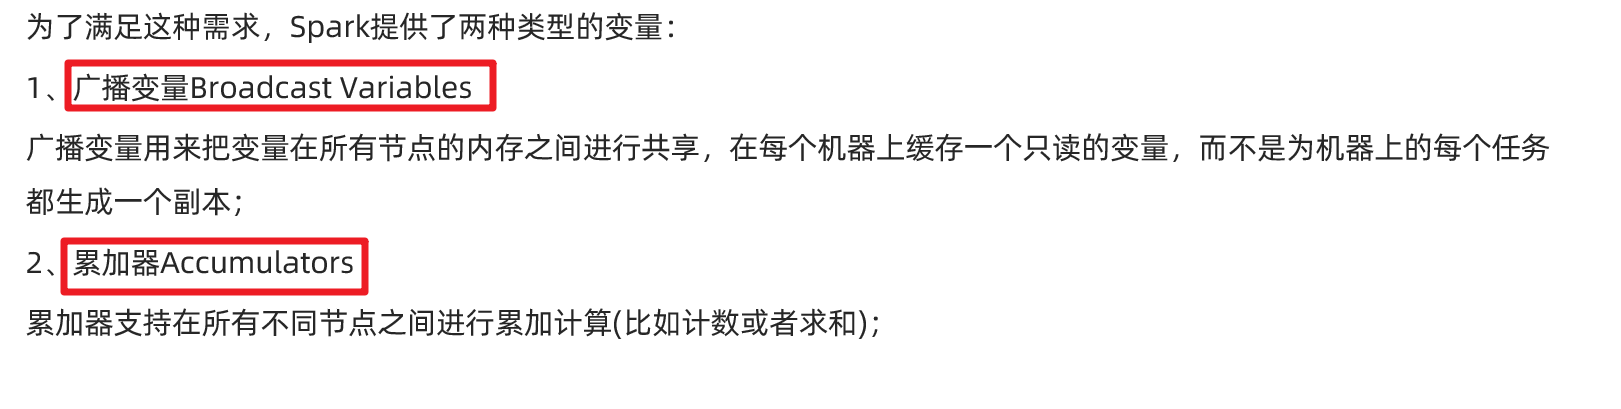 为了满足这种需求，Spark提供了两种类型的变量：
1、广播变量Broadcast Variables
广播变量用来把变量在所有节点的内存之间进行共享，在每个机器上缓存一个只读的变量，而不是为机器上的每个任务
都生成一个副本；
2、累加器Accumulators
累加器支持在所有不同节点之间进行累加计算(比如计数或者求和)；